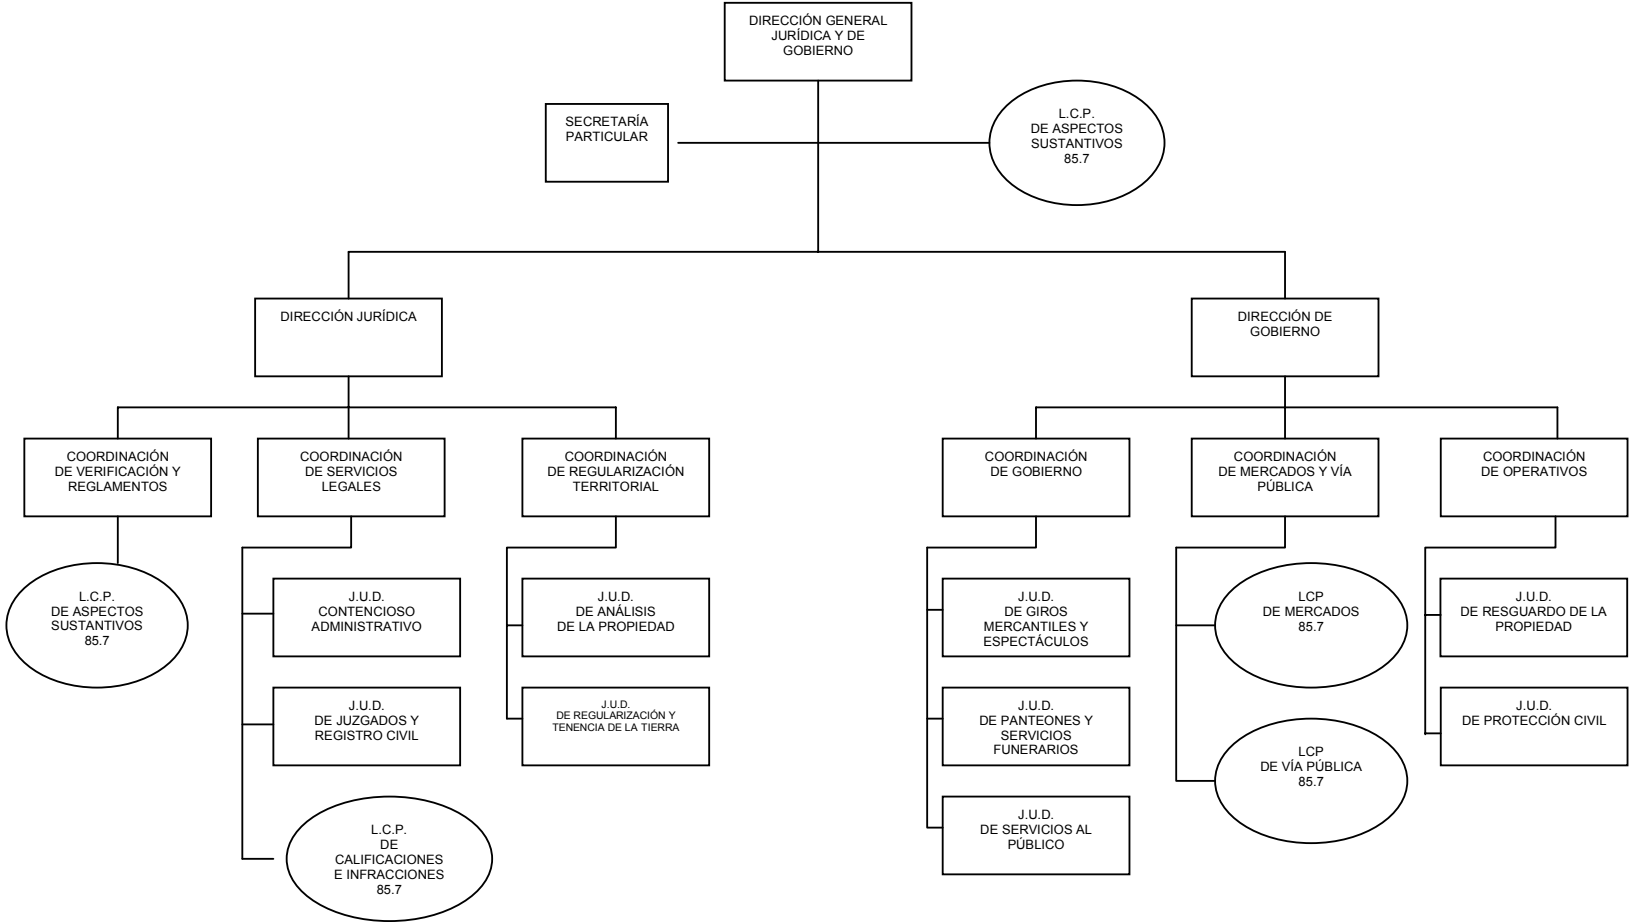 DIRECCIÓN GENERAL
JURÍDICA Y DE
GOBIERNO
SECRETARÍA
PARTICULAR
L.C.P.
DE ASPECTOS
SUSTANTIVOS
85.7
DIRECCIÓN JURÍDICA
DIRECCIÓN DE
GOBIERNO
COORDINACIÓN
DE VERIFICACIÓN Y
REGLAMENTOS
COORDINACIÓN
DE SERVICIOS
LEGALES
COORDINACIÓN
DE REGULARIZACIÓN
TERRITORIAL
COORDINACIÓN
DE GOBIERNO
COORDINACIÓN
DE MERCADOS Y VÍA
PÚBLICA
COORDINACIÓN
DE OPERATIVOS
L.C.P.
DE ASPECTOS
SUSTANTIVOS
85.7
J.U.D.
CONTENCIOSO
ADMINISTRATIVO
J.U.D.
DE ANÁLISIS
DE LA PROPIEDAD
J.U.D.
DE GIROS
MERCANTILES Y
ESPECTÁCULOS
LCP
DE MERCADOS
85.7
J.U.D.
DE RESGUARDO DE LA
PROPIEDAD
J.U.D.
DE JUZGADOS Y
REGISTRO CIVIL
J.U.D.
DE REGULARIZACIÓN Y
TENENCIA DE LA TIERRA
J.U.D.
DE PANTEONES Y
SERVICIOS
FUNERARIOS
LCP
DE VÍA PÚBLICA
85.7
J.U.D.
DE PROTECCIÓN CIVIL
L.C.P.
DE
CALIFICACIONES
E INFRACCIONES
85.7
J.U.D.
DE SERVICIOS AL
PÚBLICO